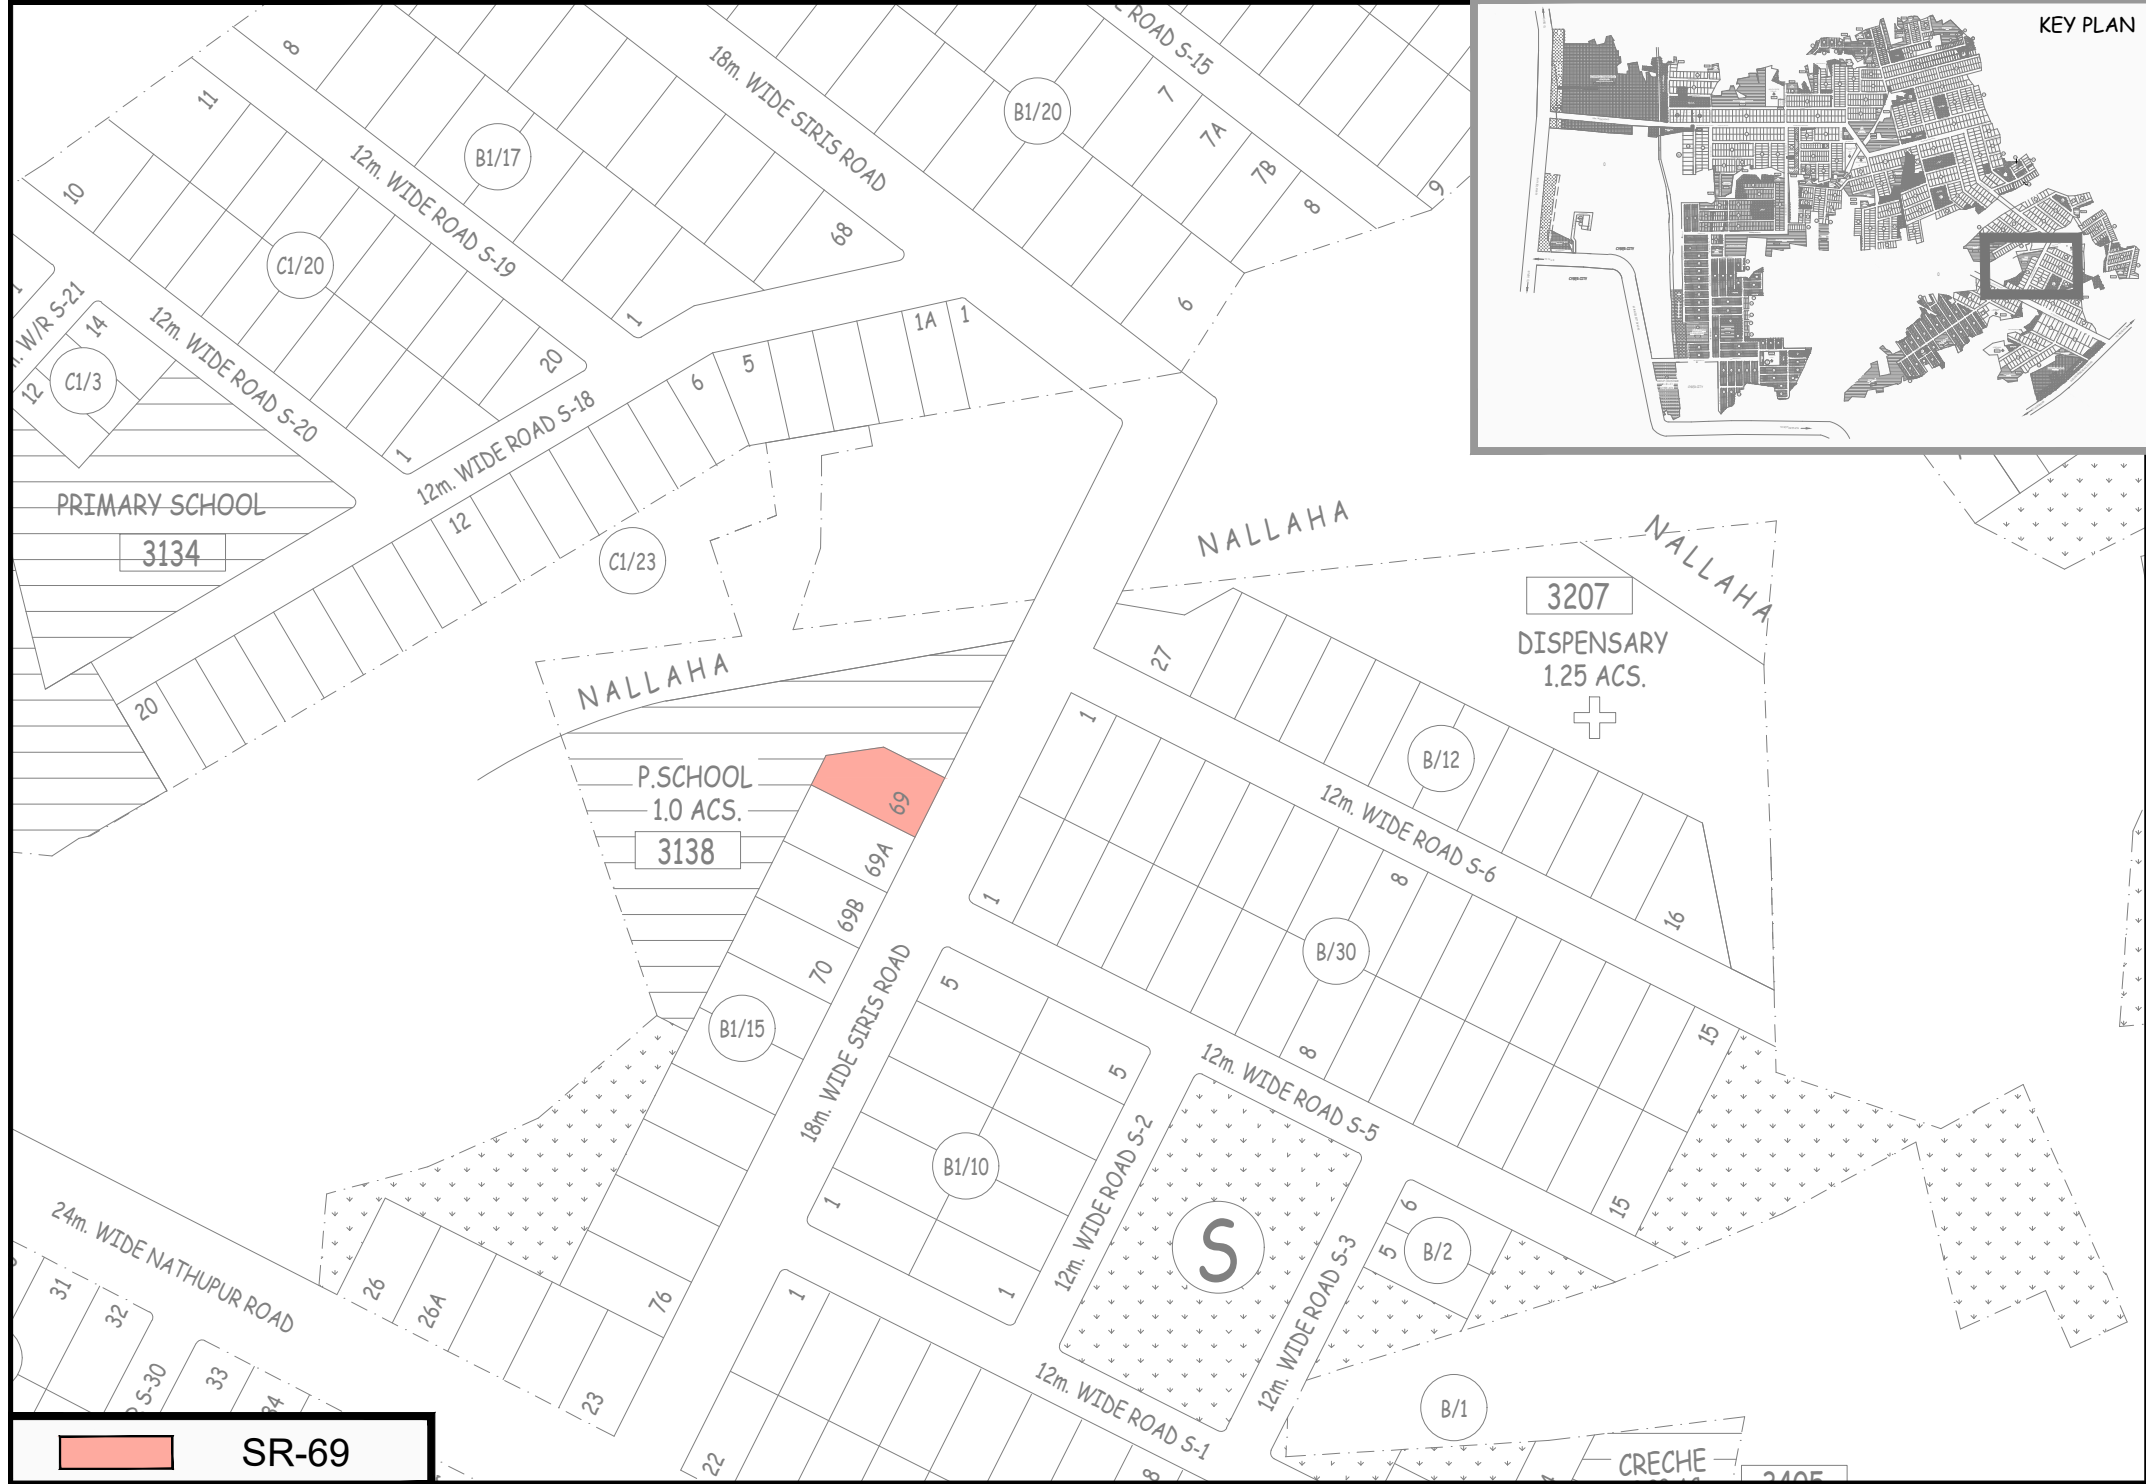 KEY PLAN
8
11
10
B1/17
12m. WIDE ROAD S-19
18m. WIDE SIRIS ROAD
B1/20
E ROAD S-15
7
7A
7B
8
9
6
68
C1/20
1
20
1
12m. WIDE ROAD S-20
W/R S-21
14
C1/3
12
12m. WIDE ROAD S-18
6
5
1A
1
12
C1/23
20
PRIMARY SCHOOL
3134
NALLAHA
NALLAHA
NALLAHA
3207
DISPENSARY
1.25 ACS.
27
B/12
12m. WIDE ROAD S-6
16
P.SCHOOL
1.0 ACS.
3138
69
69A
69B
70
B1/15
76
18m. WIDE SIRIS ROAD
1
1
8
B/30
8
15
15
12m. WIDE ROAD S-5
5
5
B1/10
1
1
12m. WIDE ROAD S-2
S
12m. WIDE ROAD S-3
6
5
B/2
B/1
24m. WIDE NATHUPUR ROAD
26
26A
23
31
32
33
34
S-30
1
22
12m. WIDE ROAD S-1
8
CRECHE
3405
SR-69